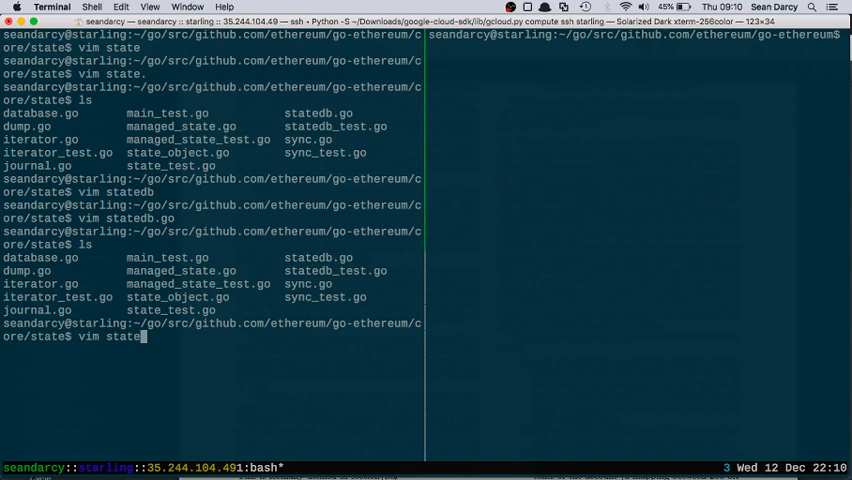 Terminal Shell Edit View Window Help 45% Thu 09:10 Sean Darcy
seandarcy — seandarcy :: starling :: 35.244.104.49 — ssh • Python -S ~/Downloads/google-cloud-sdk/lib/gcloud.py compute ssh starling — Solarized Dark xterm-256color — 123×34
seandarcy@starling:~/go/src/github.com/ethereum/go-ethereum/c
ore/state$ vim state
seandarcy@starling:~/go/src/github.com/ethereum/go-ethereum/c
ore/state$ vim state.
seandarcy@starling:~/go/src/github.com/ethereum/go-ethereum/c
ore/state$ ls
database.go main_test.go statedb.go
dump.go managed_state.go statedb_test.go
iterator.go managed_state_test.go sync.go
iterator_test.go state_object.go sync_test.go
journal.go state_test.go
seandarcy@starling:~/go/src/github.com/ethereum/go-ethereum/c
ore/state$ vim statedb
seandarcy@starling:~/go/src/github.com/ethereum/go-ethereum/c
ore/state$ vim statedb.go
seandarcy@starling:~/go/src/github.com/ethereum/go-ethereum/c
ore/state$ ls
database.go main_test.go statedb.go
dump.go managed_state.go statedb_test.go
iterator.go managed_state_test.go sync.go
iterator_test.go state_object.go sync_test.go
journal.go state_test.go
seandarcy@starling:~/go/src/github.com/ethereum/go-ethereum/c
ore/state$ vim state
seandarcy@starling:~/go/src/github.com/ethereum/go-ethereum$
seandarcy::starling::35.244.104.491:bash* 3 Wed 12 Dec 22:10